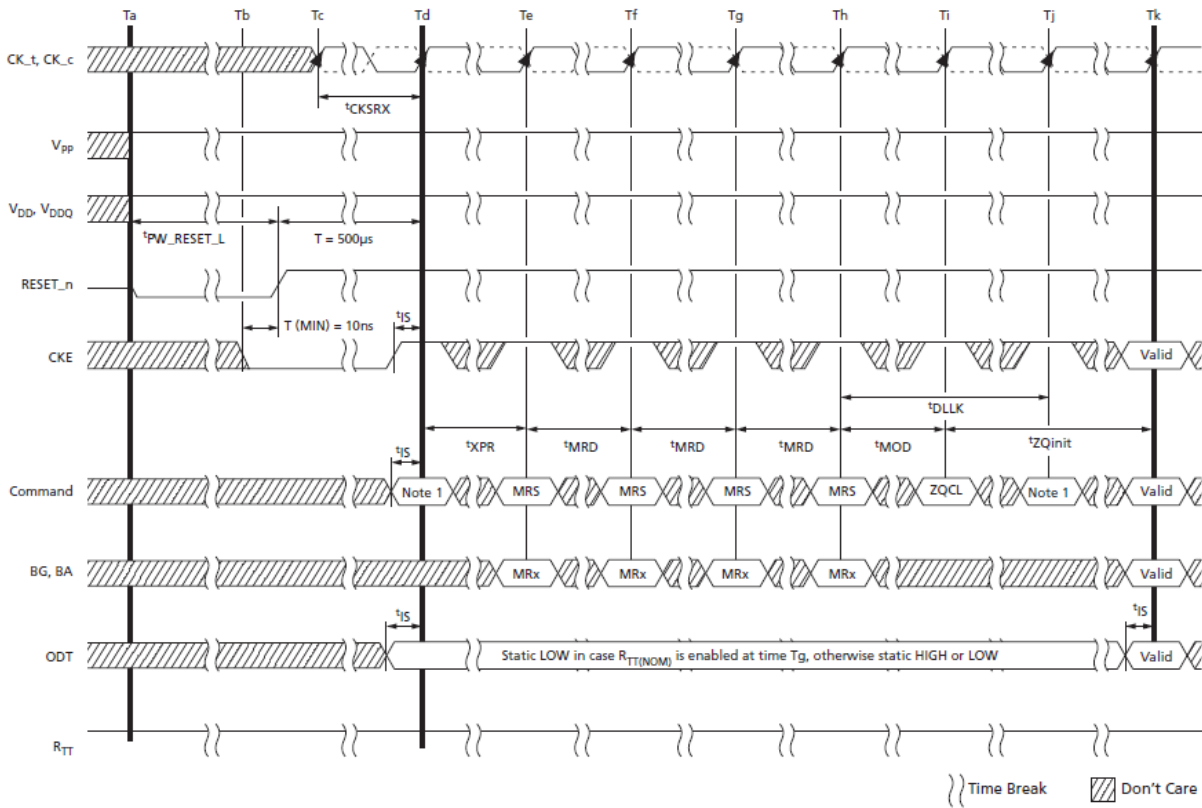 Ta Tb Tc Td Te Tf Tg Th Ti Tj Tk
CK_t, CK_c
tCKSRX
VPP
VDD, VDDQ
tPW_RESET_L T = 500µs
RESET_n
T (MIN) = 10ns tIS
CKE Valid
tDLLK
tXPR tMRD tMRD tMRD tMOD tZQinit
tIS
Command Note 1 MRS MRS MRS MRS ZQCL Note 1 Valid
BG, BA MRx MRx MRx MRx Valid
tIS tIS
ODT Static LOW in case RTT(NOM) is enabled at time Tg, otherwise static HIGH or LOW Valid
RTT
Time Break Don't Care